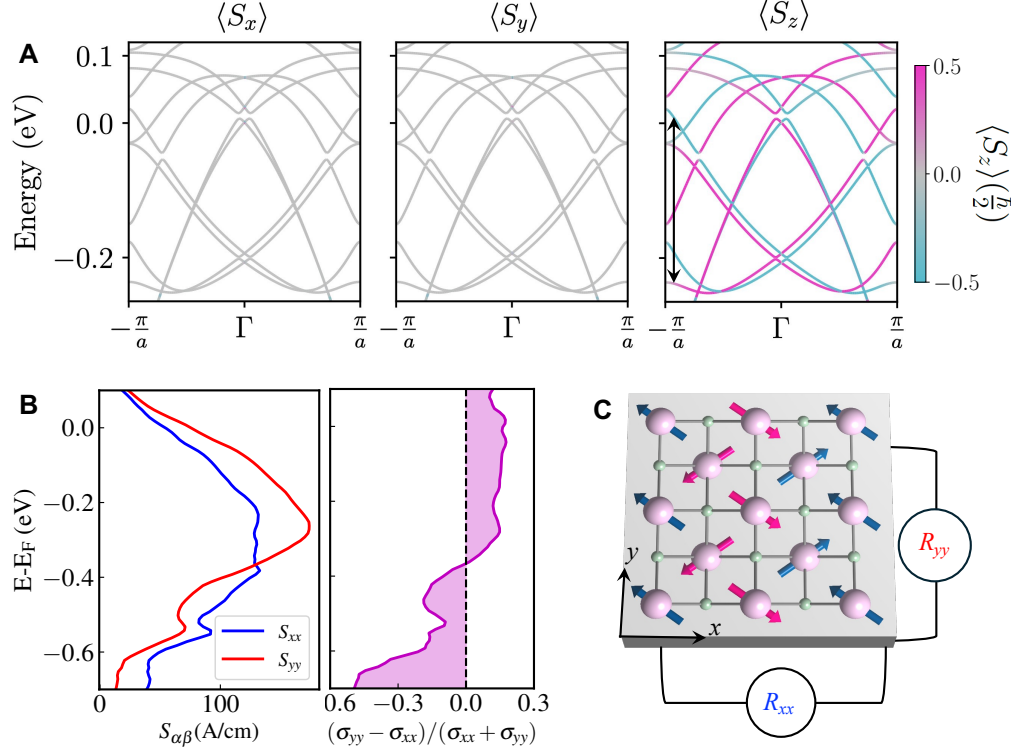 ⟨S_x⟩ ⟨S_y⟩ ⟨S_z⟩
A
Energy (eV)
0.1
0.0
−0.2
−π/a Γ π/a
−π/a Γ π/a
−π/a Γ π/a
0.5
0.0
−0.5
⟨S_z⟩(ℏ/2)
B
E-E_F (eV)
0.0
−0.2
−0.4
−0.6
S_xx
S_yy
0 100
S_αβ(A/cm)
0.6 −0.3 0.0 0.3
(σ_yy − σ_xx)/(σ_xx + σ_yy)
C
R_yy
y
x
R_xx